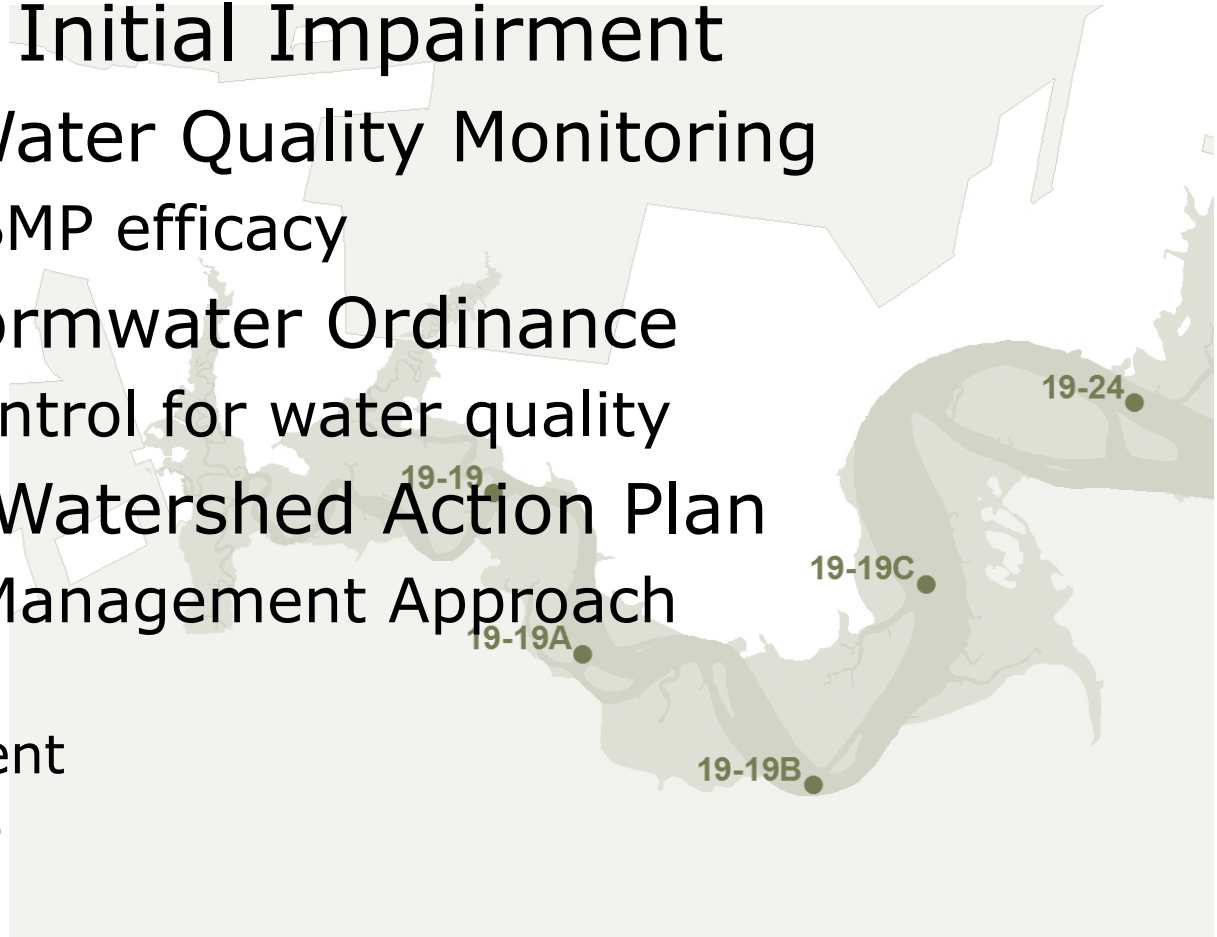 Initial Impairment
Water Quality Monitoring
BMP efficacy
ormwater Ordinance
19-24
ontrol for water quality
19-19
Watershed Action Plan
19-19C
Management Approach
19-19A
ent
19-19B